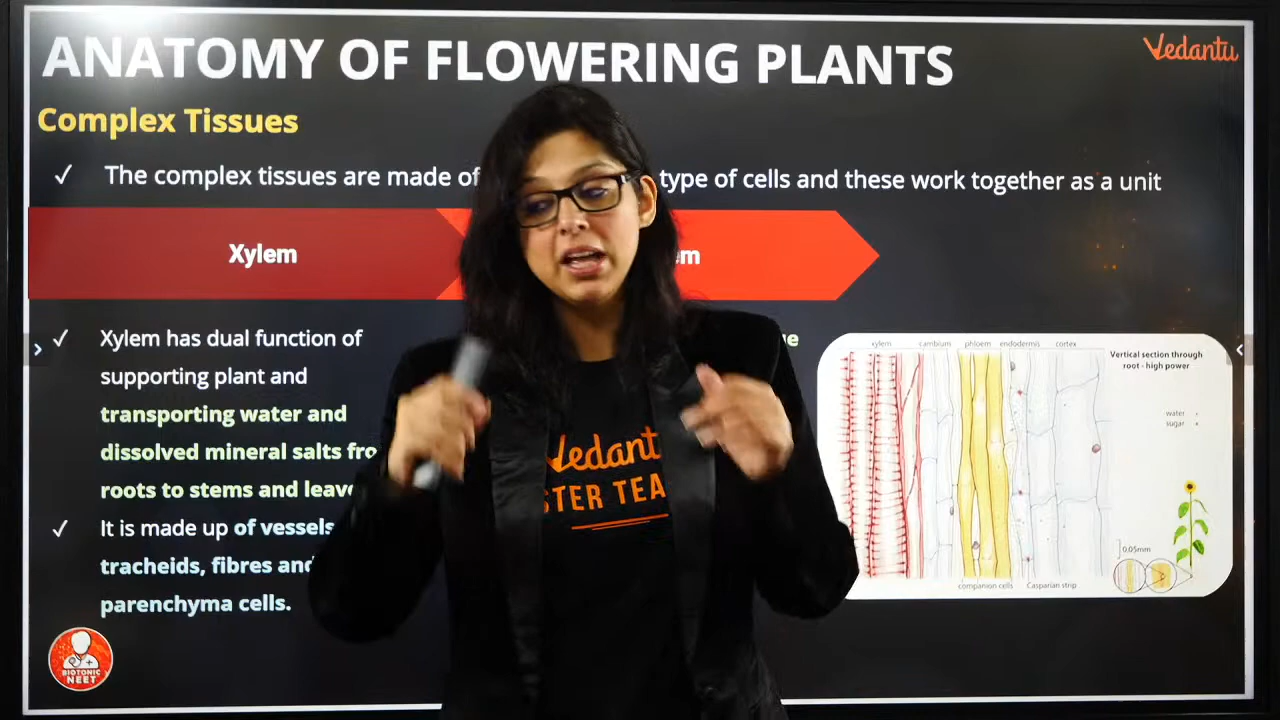 ANATOMY OF FLOWERING PLANTS
Vedantu
Complex Tissues
✓ The complex tissues are made of type of cells and these work together as a unit
Xylem
✓ Xylem has dual function of
supporting plant and
transporting water and
dissolved mineral salts
roots to stems and
✓ It is made up of vessels
tracheids, fibres
parenchyma cells.
xylem cambium phloem endodermis cortex
Vertical section through
root - high power
water
sugar
0.05mm
companion cells Casparian strip
BIOTONIC
NEET